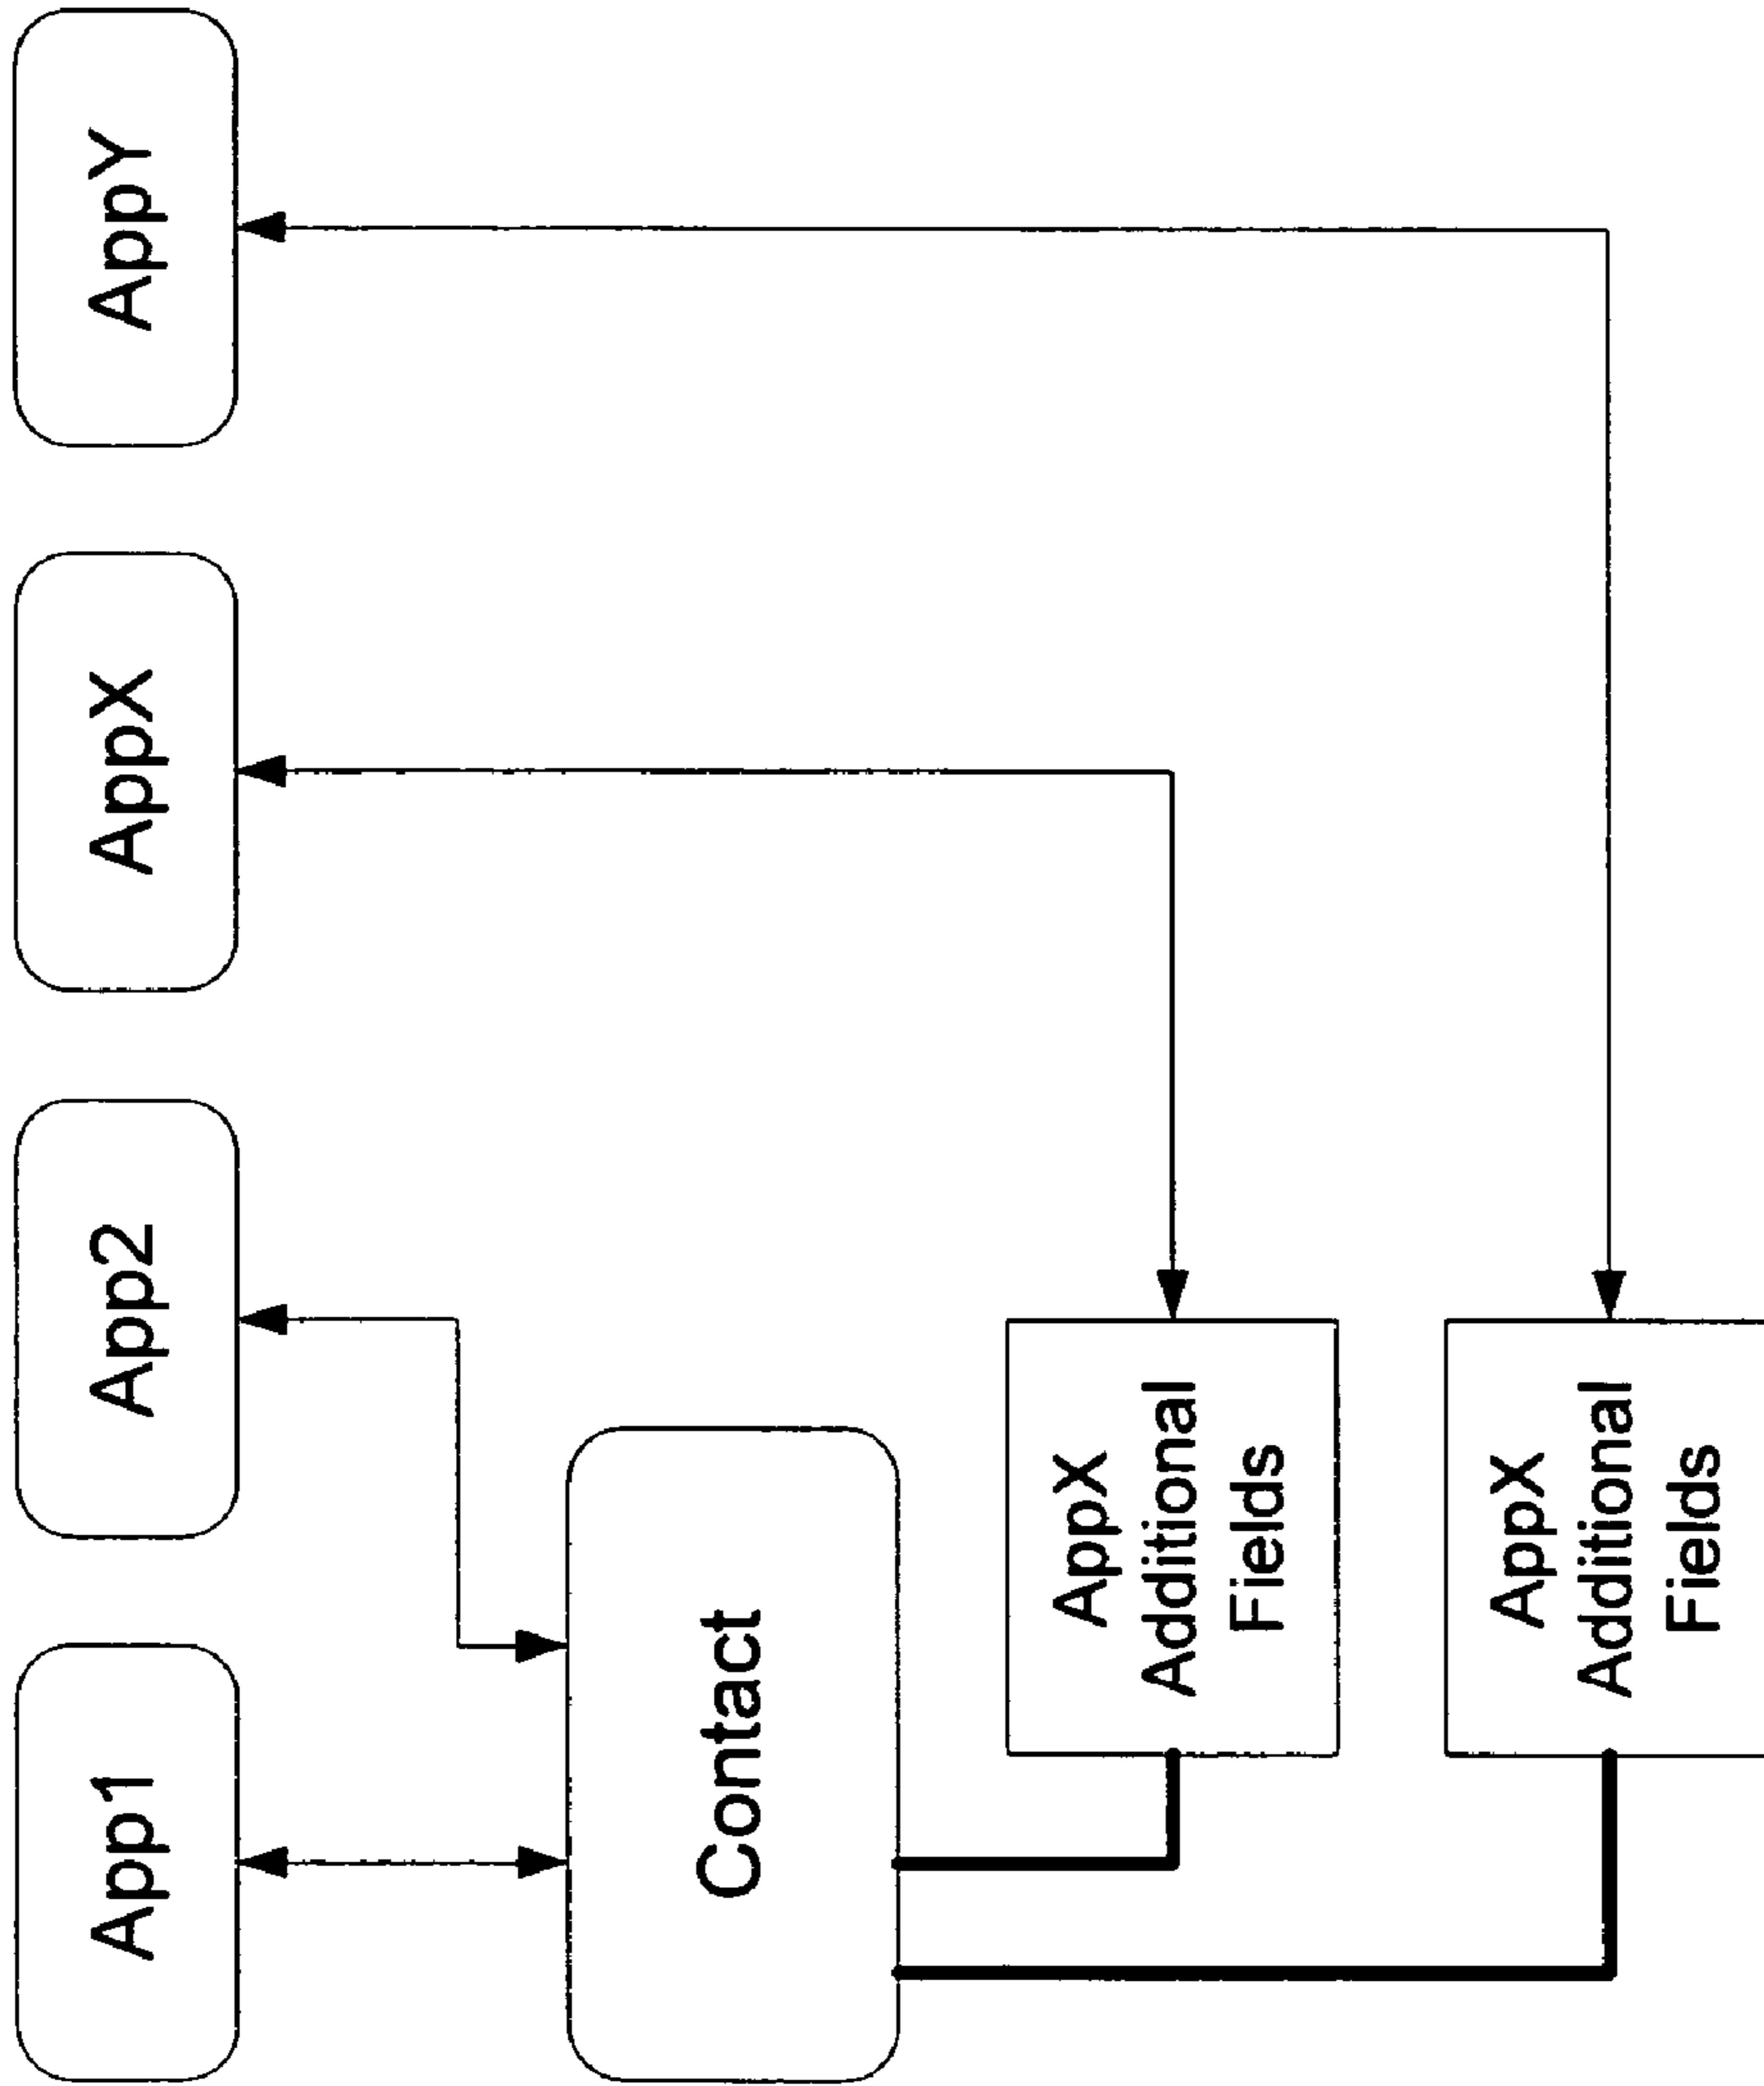 App1
App2
AppX
AppY
Contact
AppX
Additional
Fields
AppX
Additional
Fields